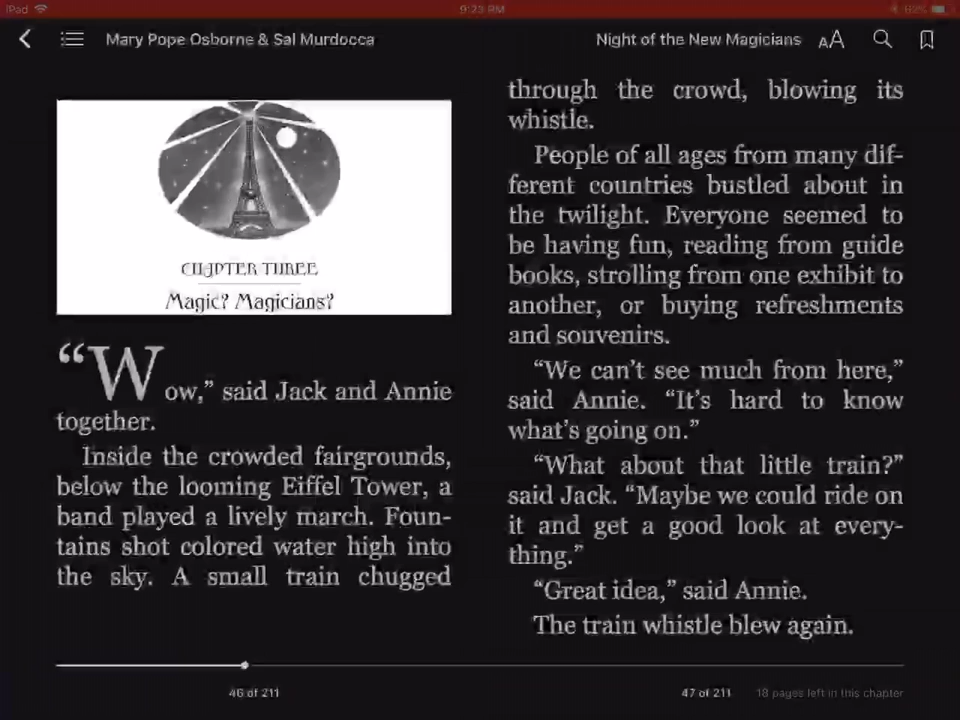 iPad
9:23 PM
Mary Pope Osborne & Sal Murdocca
Night of the New Magicians
AA
CHAPTER THREE
Magic? Magicians?
“Wow,” said Jack and Annie
together.
Inside the crowded fairgrounds,
below the looming Eiffel Tower, a
band played a lively march. Foun-
tains shot colored water high into
the sky. A small train chugged
46 of 211
through the crowd, blowing its
whistle.
People of all ages from many dif-
ferent countries bustled about in
the twilight. Everyone seemed to
be having fun, reading from guide
books, strolling from one exhibit to
another, or buying refreshments
and souvenirs.
“We can’t see much from here,”
said Annie. “It’s hard to know
what’s going on.”
“What about that little train?”
said Jack. “Maybe we could ride on
it and get a good look at every-
thing.”
“Great idea,” said Annie.
The train whistle blew again.
47 of 211
18 pages left in this chapter